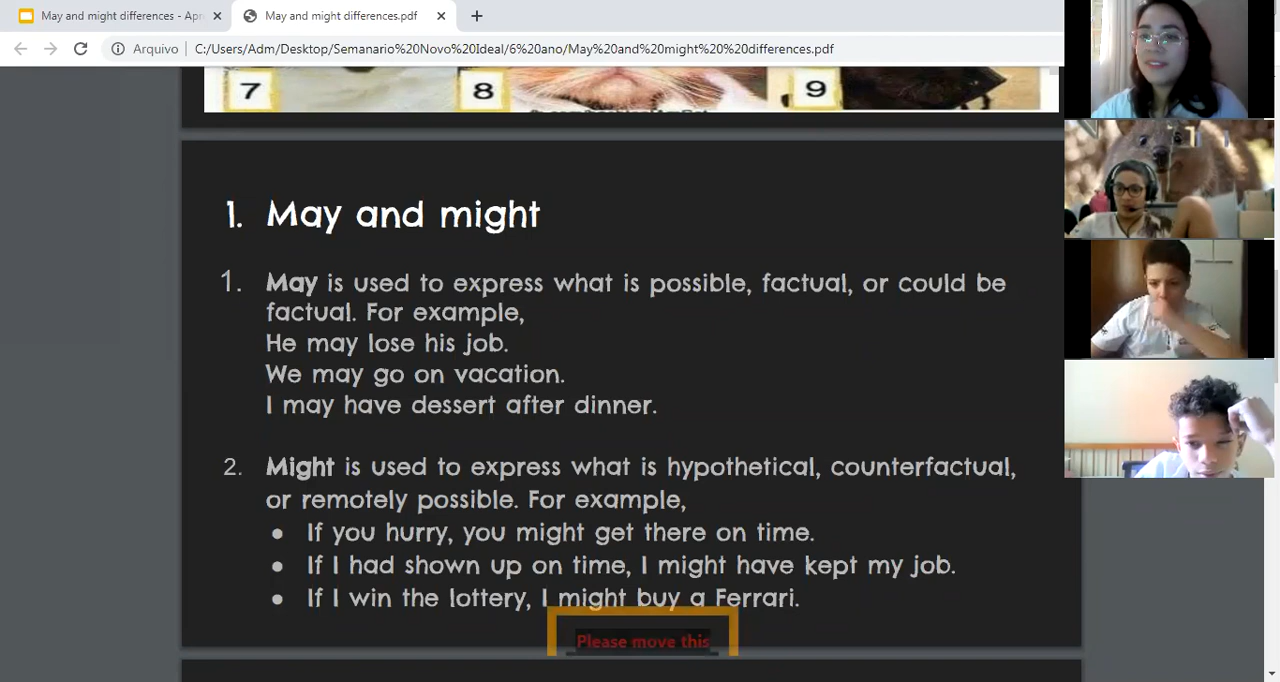 May and might differences - Apr
May and might differences.pdf
Arquivo
C:/Users/Adm/Desktop/Semanario%20Novo%20Ideal/6%20ano/May%20and%20might%20%20differences.pdf
7
8
9
1. May and might
1. May is used to express what is possible, factual, or could be
factual. For example,
He may lose his job.
We may go on vacation.
I may have dessert after dinner.
2. Might is used to express what is hypothetical, counterfactual,
or remotely possible. For example,
● If you hurry, you might get there on time.
● If I had shown up on time, I might have kept my job.
● If I win the lottery, I might buy a Ferrari.
Please move this